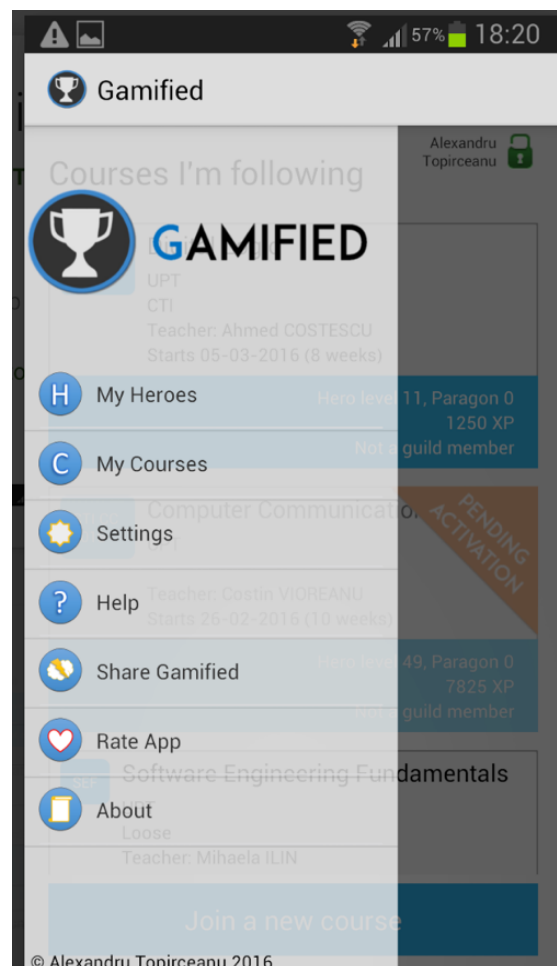 57% 18:20
Gamified
Alexandru
Topirceanu
Courses I'm following
GAMIFIED
UPT
CTI
Teacher: Ahmed COSTESCU
Starts 05-03-2016 (8 weeks)
H My Heroes
Hero level 11, Paragon 0
1250 XP
Not a guild member
C My Courses
Computer Communicatio
PENDING
ACTIVATION
Settings
UPT
? Help
Teacher: Costin VIOREANU
Starts 26-02-2016 (10 weeks)
Hero level 49, Paragon 0
7825 XP
Not a guild member
Share Gamified
Rate App
SEF Software Engineering Fundamentals
About
UPT
Loose
Teacher: Mihaela ILIN
Join a new course
© Alexandru Topirceanu 2016